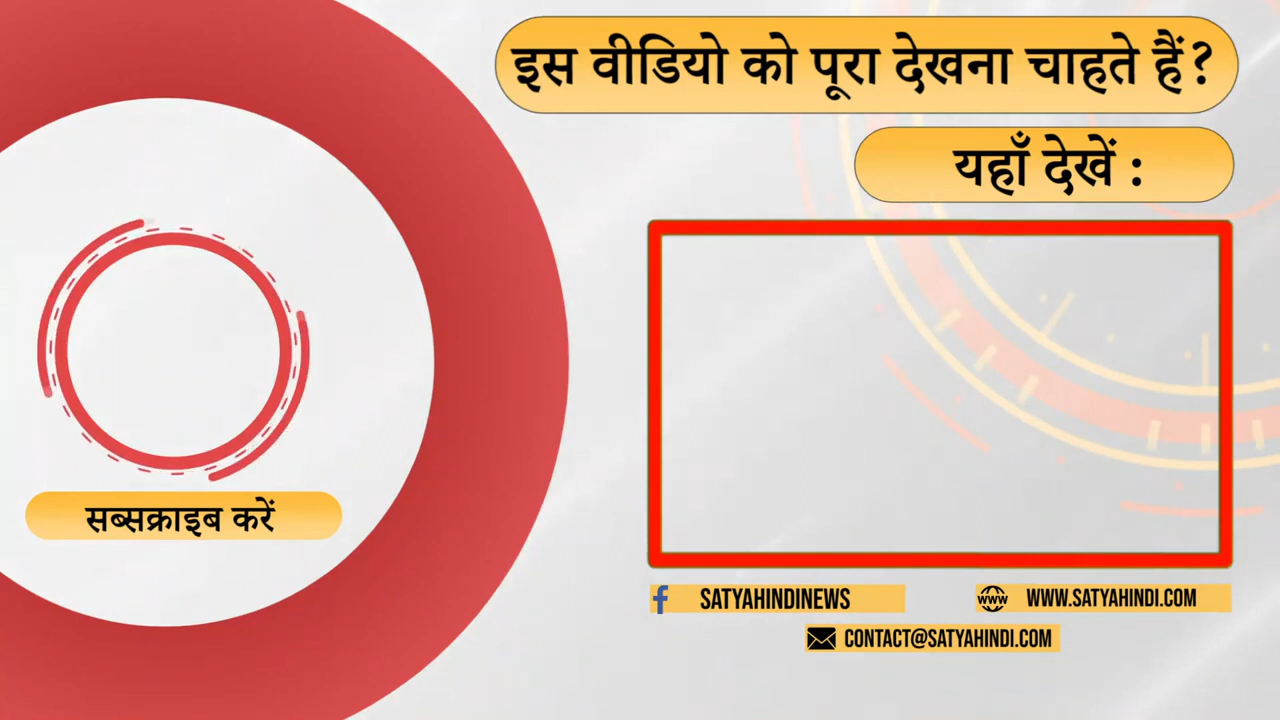 इस वीडियो को पूरा देखना चाहते हैं?
यहाँ देखें :
सब्सक्राइब करें
SATYAHINDINEWS
WWW.SATYAHINDI.COM
CONTACT@SATYAHINDI.COM